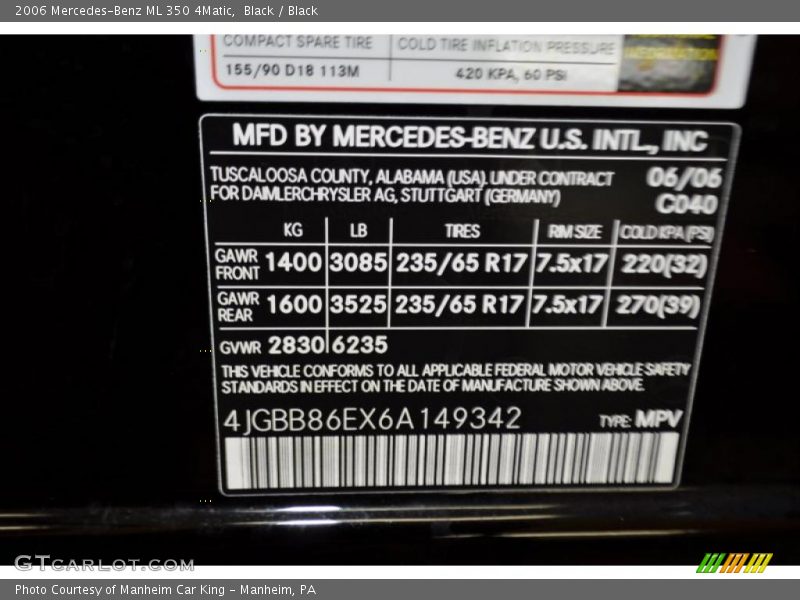 2006 Mercedes-Benz ML 350 4Matic, Black / Black
COMPACT SPARE TIRE COLD TIRE INFLATION PRESSURE INFORMATION
155/90 D18 113M 420 KPA, 60 PSI
MFD BY MERCEDES-BENZ U.S. INTL., INC
TUSCALOOSA COUNTY, ALABAMA (USA). UNDER CONTRACT 06/06
FOR DAIMLERCHRYSLER AG, STUTTGART (GERMANY) C040
KG LB TIRES RIM SIZE COLD KPA (PSI)
GAWR FRONT 1400 3085 235/65 R17 7.5x17 220(32)
GAWR REAR 1600 3525 235/65 R17 7.5x17 270(39)
GVWR 2830 6235
THIS VEHICLE CONFORMS TO ALL APPLICABLE FEDERAL MOTOR VEHICLE SAFETY
STANDARDS IN EFFECT ON THE DATE OF MANUFACTURE SHOWN ABOVE.
4JGBB86EX6A149342 TYPE: MPV
GTCARLOT.COM
Photo Courtesy of Manheim Car King - Manheim, PA